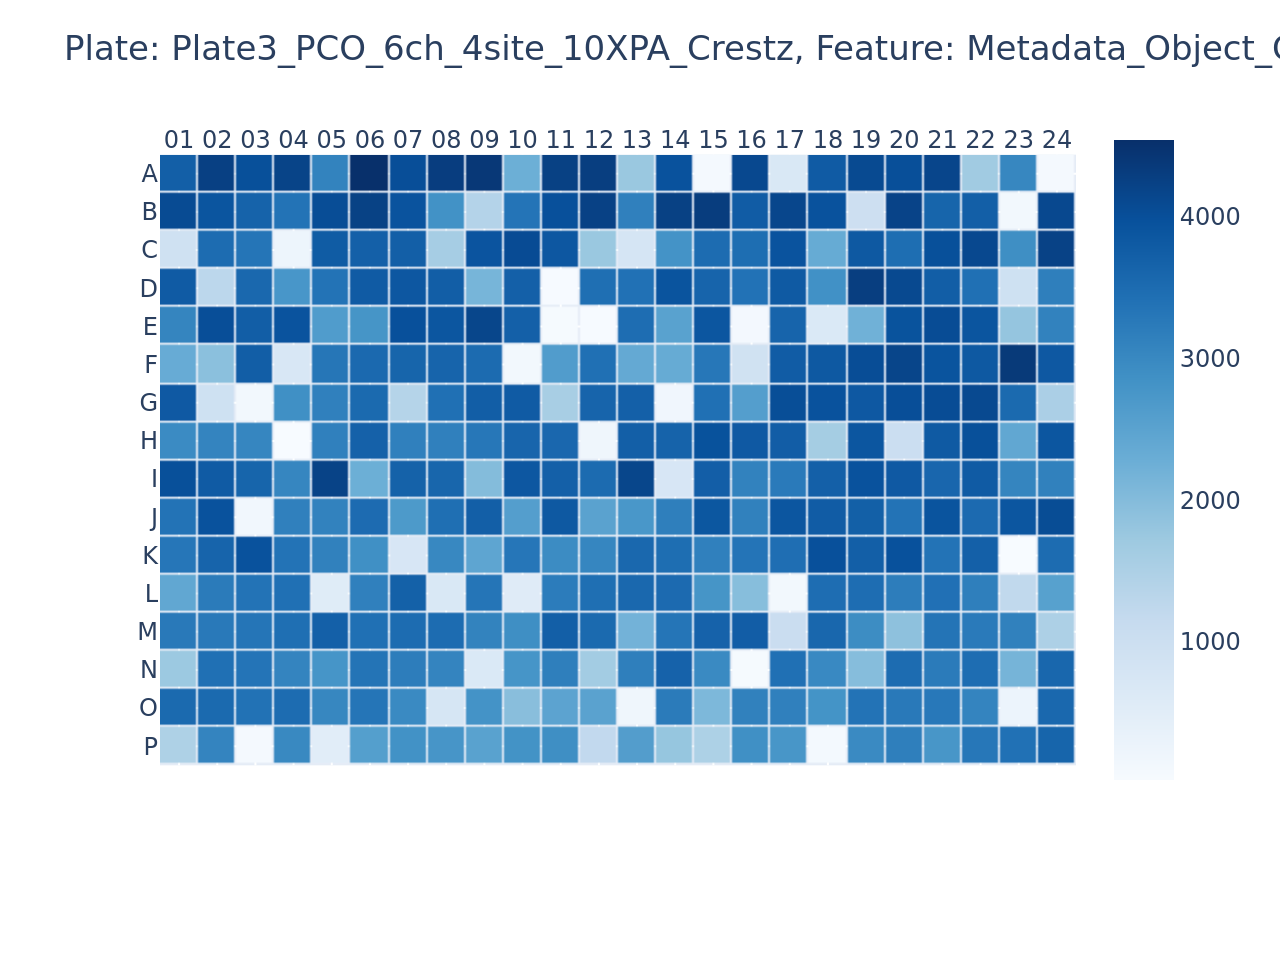 Plate: Plate3_PCO_6ch_4site_10XPA_Crestz, Feature: Metadata_Object_
01 02 03 04 05 06 07 08 09 10 11 12 13 14 15 16 17 18 19 20 21 22 23 24
A
B
C
D
E
F
G
H
I
J
K
L
M
N
O
P
4000
3000
2000
1000